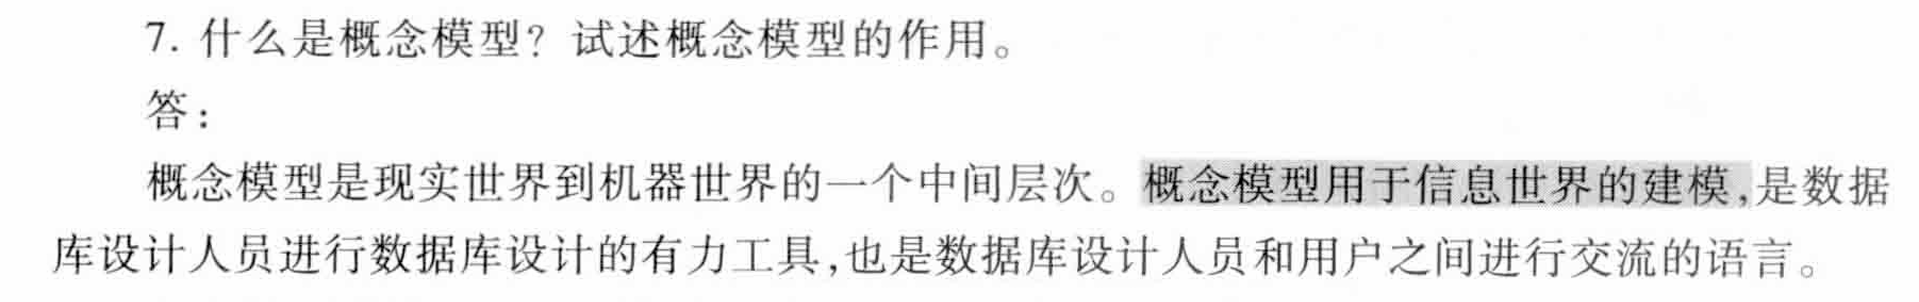 7. 什么是概念模型？试述概念模型的作用。
答：
概念模型是现实世界到机器世界的一个中间层次。概念模型用于信息世界的建模，是数据
库设计人员进行数据库设计的有力工具，也是数据库设计人员和用户之间进行交流的语言。